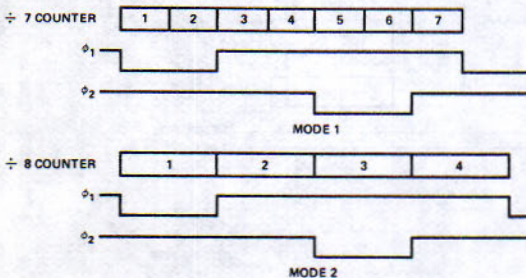 ÷ 7 COUNTER 1 2 3 4 5 6 7
ϕ1
ϕ2
MODE 1
÷ 8 COUNTER 1 2 3 4
ϕ1
ϕ2
MODE 2